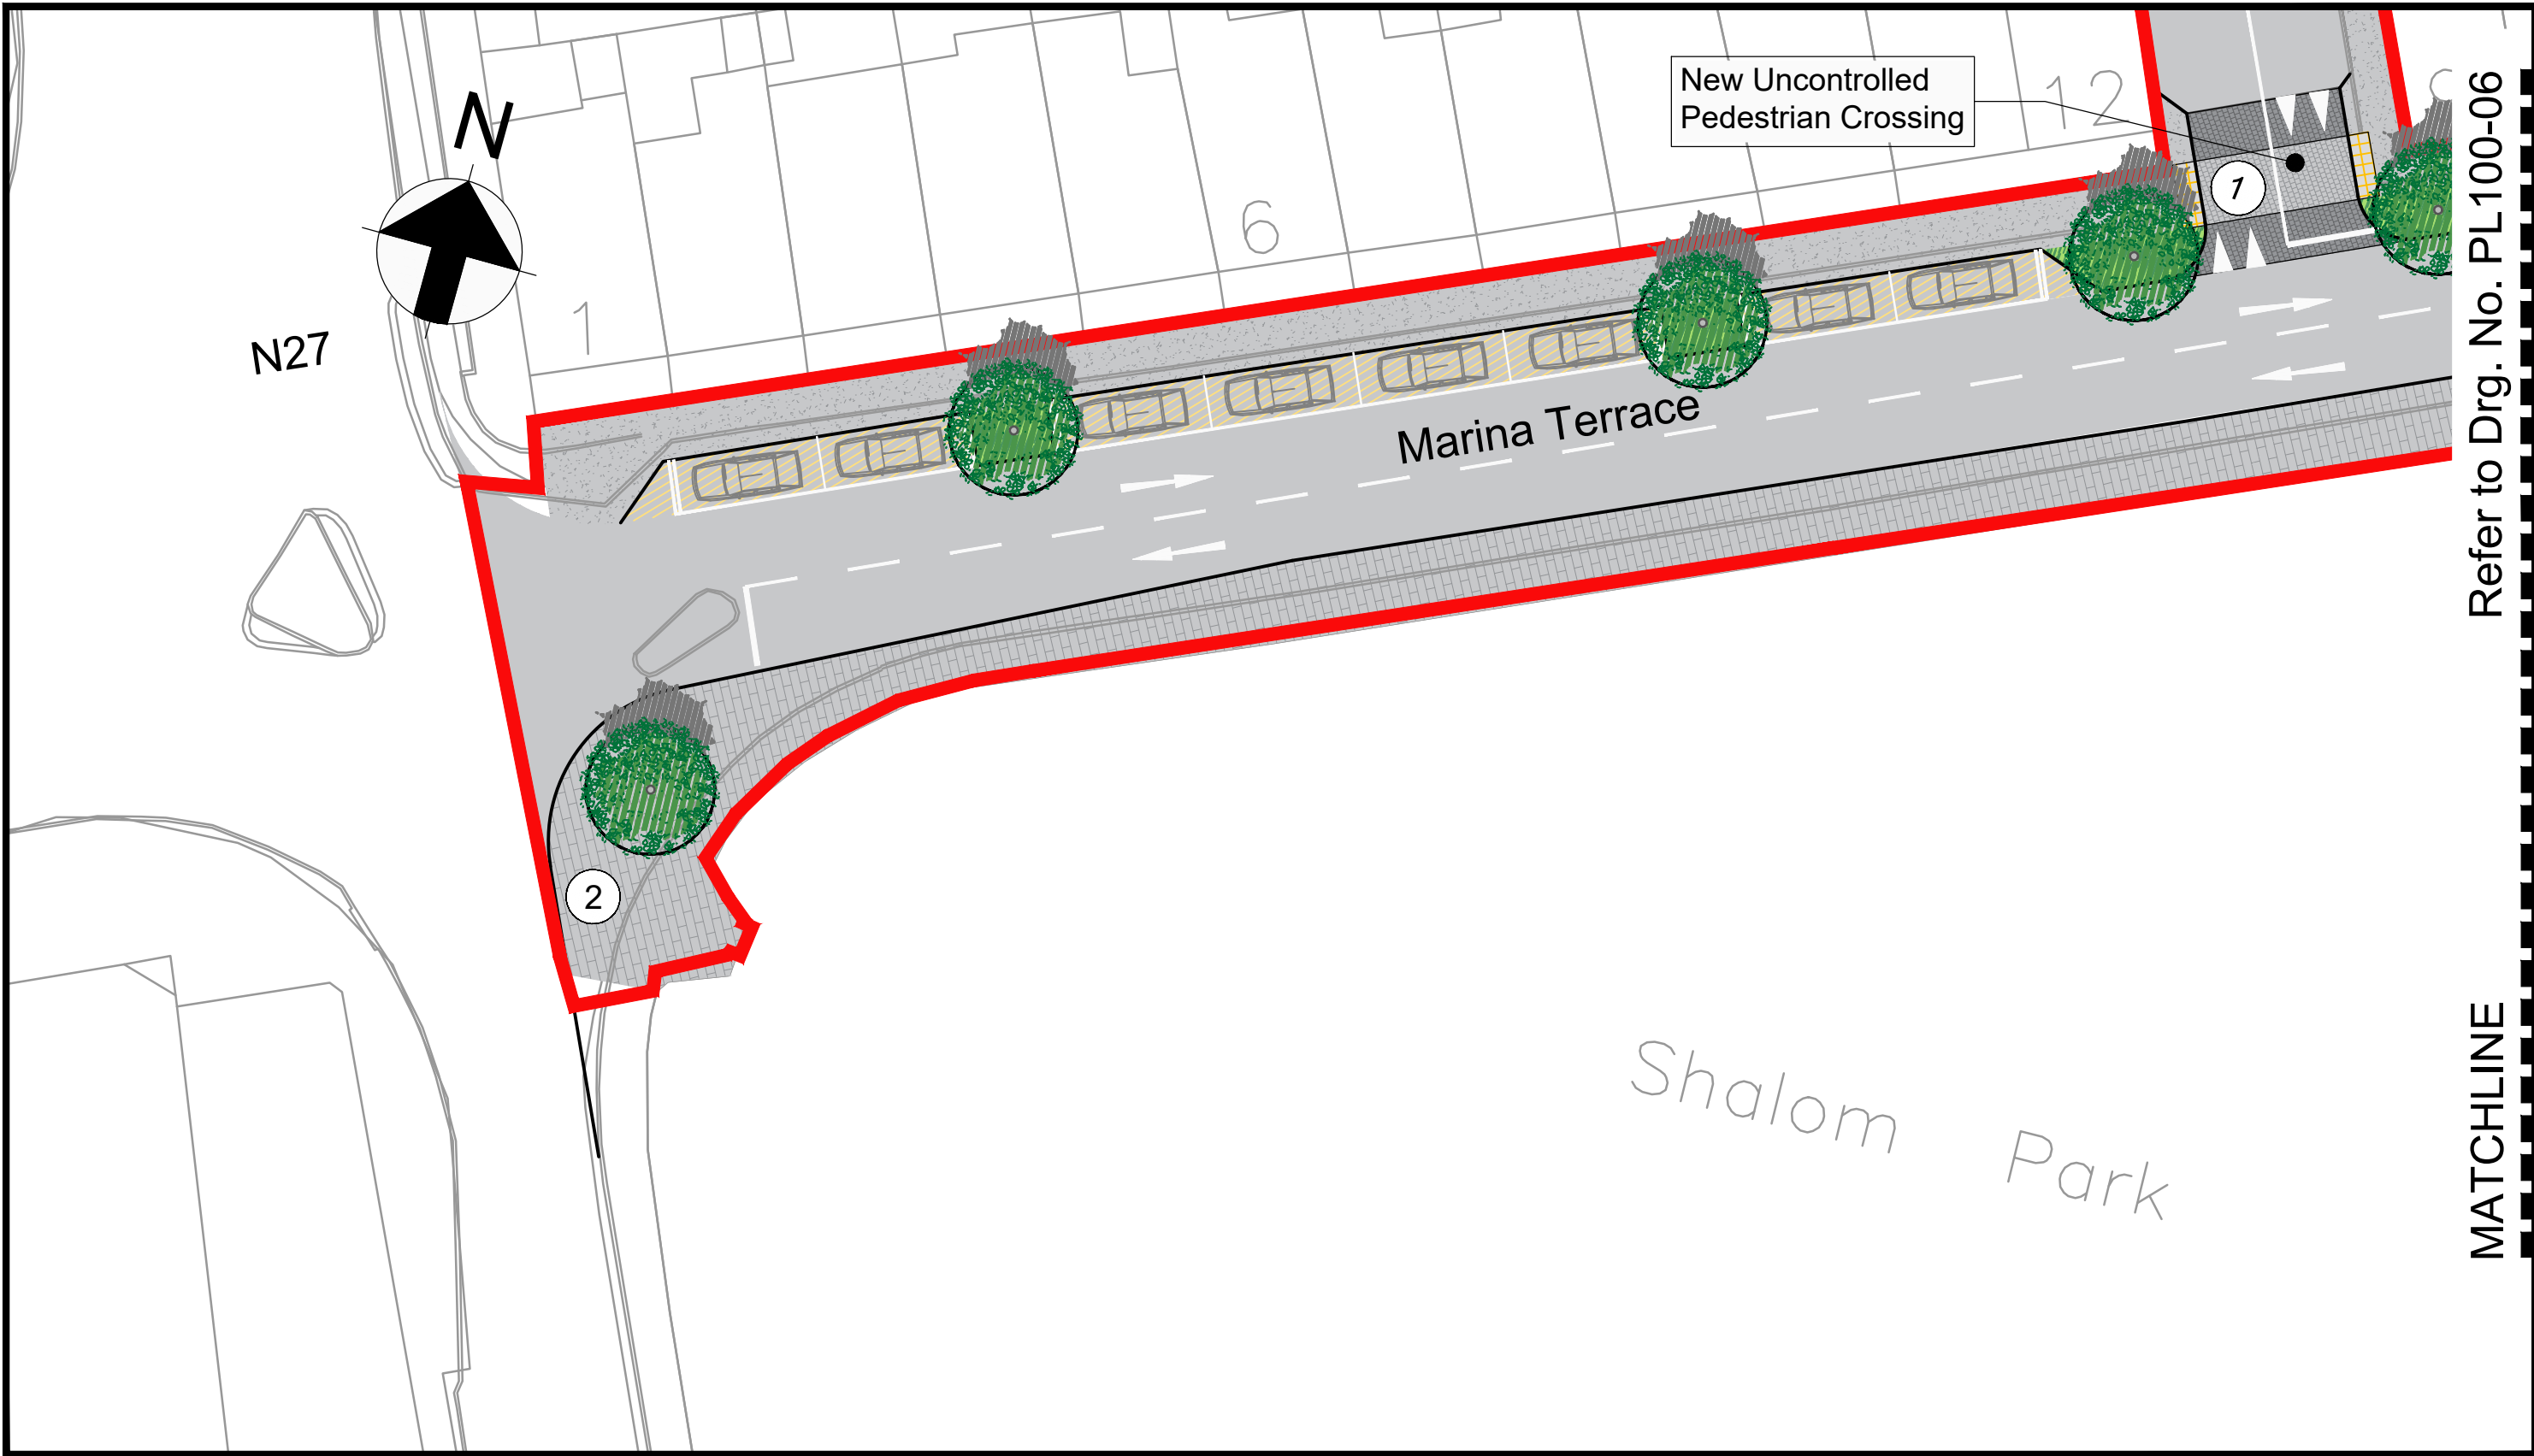 New Uncontrolled
Pedestrian Crossing
12
N
1
6
1
N27
Marina Terrace
2
Shalom Park
Refer to Drg. No. PL100-06
MATCHLINE